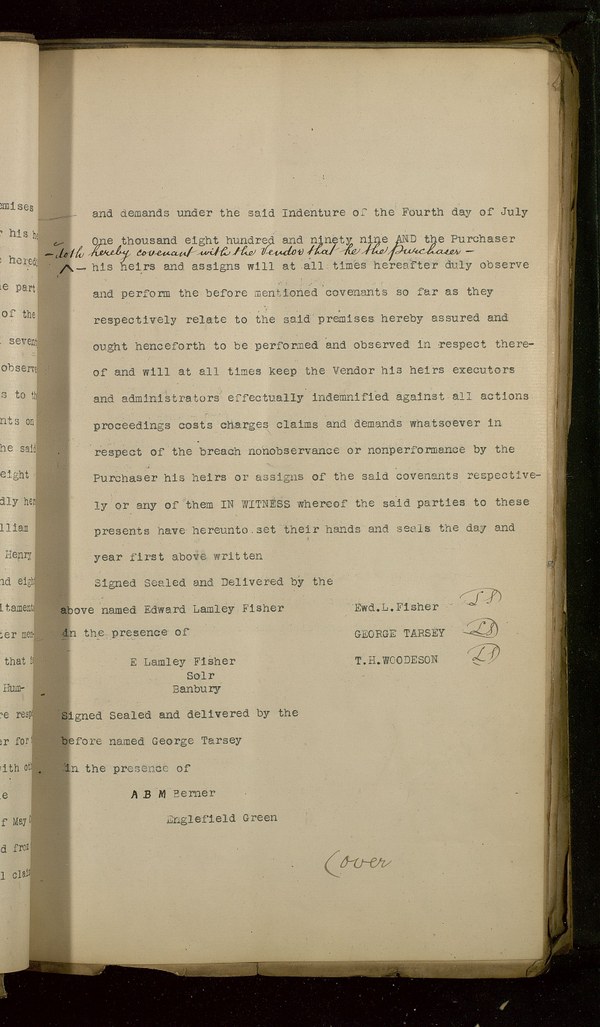 and demands under the said Indenture of the Fourth day of July
One thousand eight hundred and ninety nine AND the Purchaser
- doth hereby covenant with the Vendor that he the Purchaser -
his heirs and assigns will at all times hereafter duly observe
and perform the before mentioned covenants so far as they
respectively relate to the said premises hereby assured and
ought henceforth to be performed and observed in respect there-
of and will at all times keep the Vendor his heirs executors
and administrators effectually indemnified against all actions
proceedings costs charges claims and demands whatsoever in
respect of the breach nonobservance or nonperformance by the
Purchaser his heirs or assigns of the said covenants respective-
ly or any of them IN WITNESS whereof the said parties to these
presents have hereunto set their hands and seals the day and
year first above written
Signed Sealed and Delivered by the
above named Edward Lamley Fisher
in the presence of
E Lamley Fisher
Solr
Banbury
Ewd.L.Fisher LS
GEORGE TARSEY LS
T.H.WOODESON LS
Signed Sealed and delivered by the
before named George Tarsey
in the presence of
A B M Berner
Englefield Green
(over